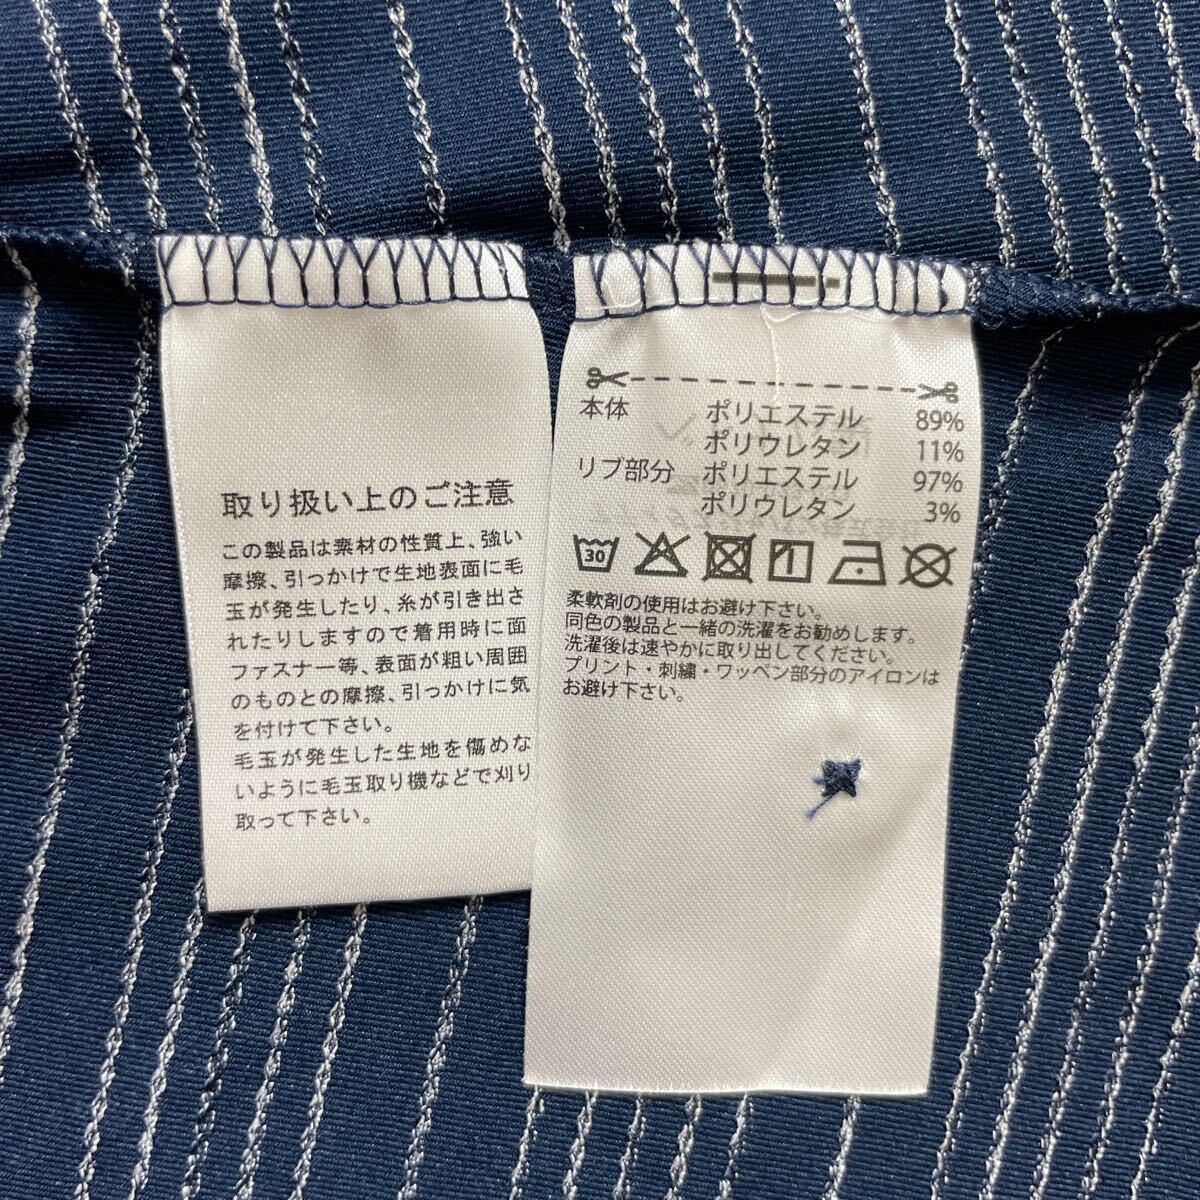 取り扱い上のご注意
この製品は素材の性質上、強い
摩擦、引っかけで生地表面に毛
玉が発生したり、糸が引き出さ
れたりしますので着用時に面
ファスナー等、表面が粗い周囲
のものとの摩擦、引っかけに気
を付けて下さい。
毛玉が発生した生地を傷めな
いように毛玉取り機などで刈り
取って下さい。
本体 ポリエステル 89%
ポリウレタン 11%
リブ部分 ポリエステル 97%
ポリウレタン 3%
30
柔軟剤の使用はお避け下さい。
同色の製品と一緒の洗濯をお勧めします。
洗濯後は速やかに取り出してください。
プリント・刺繍・ワッペン部分のアイロンは
お避け下さい。